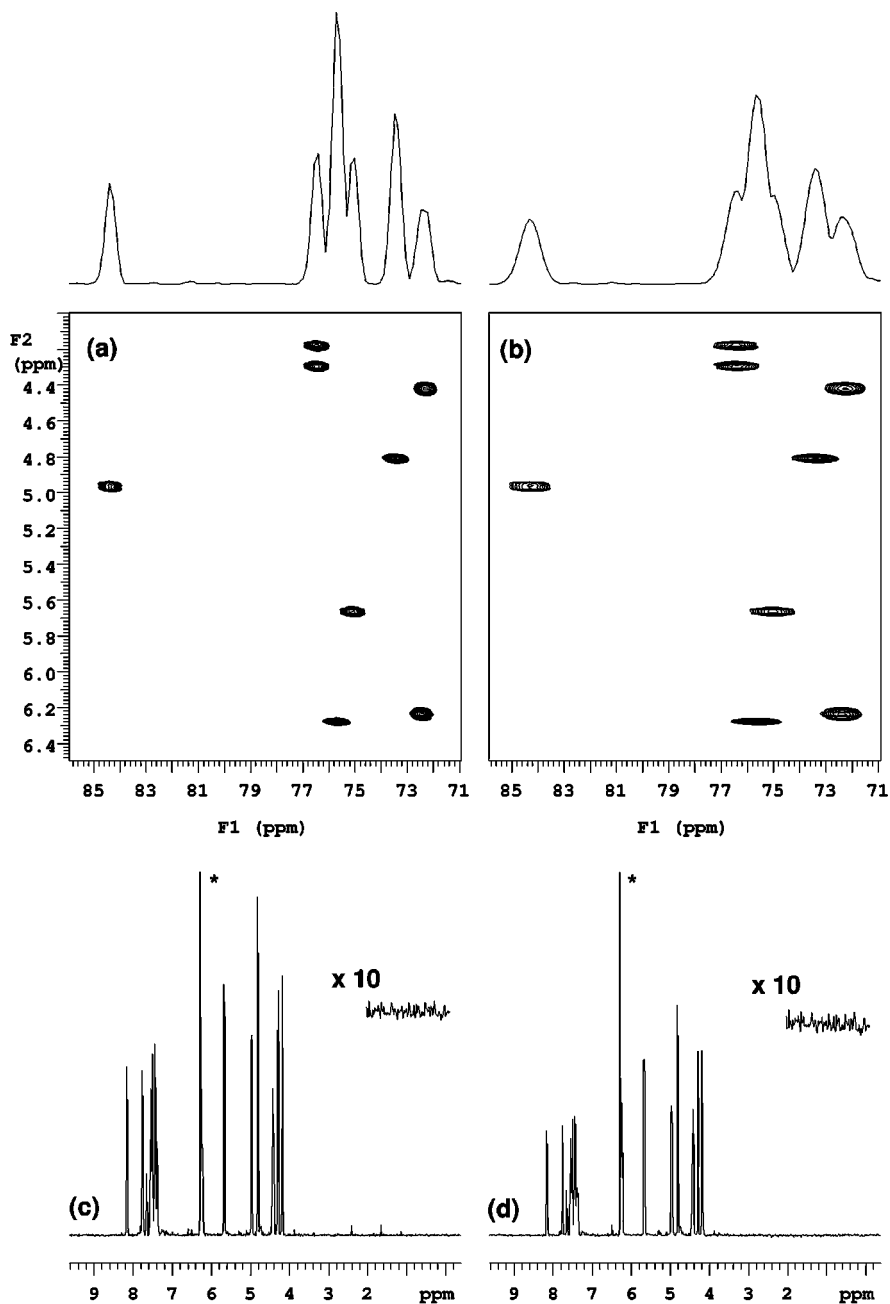 F2
(ppm)
(a)
4.4
4.6
4.8
5.0
5.2
5.4
5.6
5.8
6.0
6.2
6.4
85 83 81 79 77 75 73 71
F1 (ppm)
(b)
85 83 81 79 77 75 73 71
F1 (ppm)
*
x 10
(c)
9 8 7 6 5 4 3 2 ppm
*
x 10
(d)
9 8 7 6 5 4 3 2 ppm